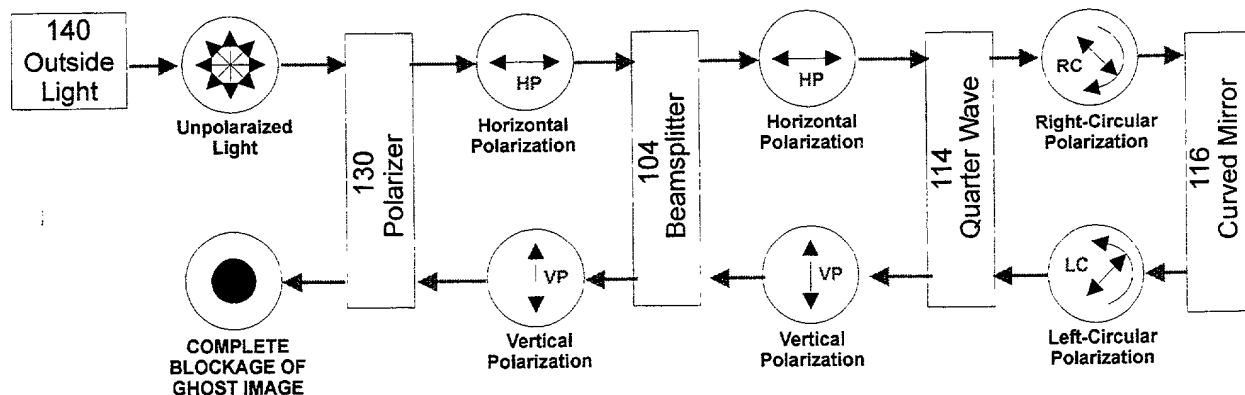 140
Outside
Light
Unpolaraized
Light
130
Polarizer
HP
Horizontal
Polarization
104
Beamsplitter
HP
Horizontal
Polarization
114
Quarter Wave
RC
Right-Circular
Polarization
116
Curved Mirror
COMPLETE
BLOCKAGE OF
GHOST IMAGE
VP
Vertical
Polarization
VP
Vertical
Polarization
LC
Left-Circular
Polarization